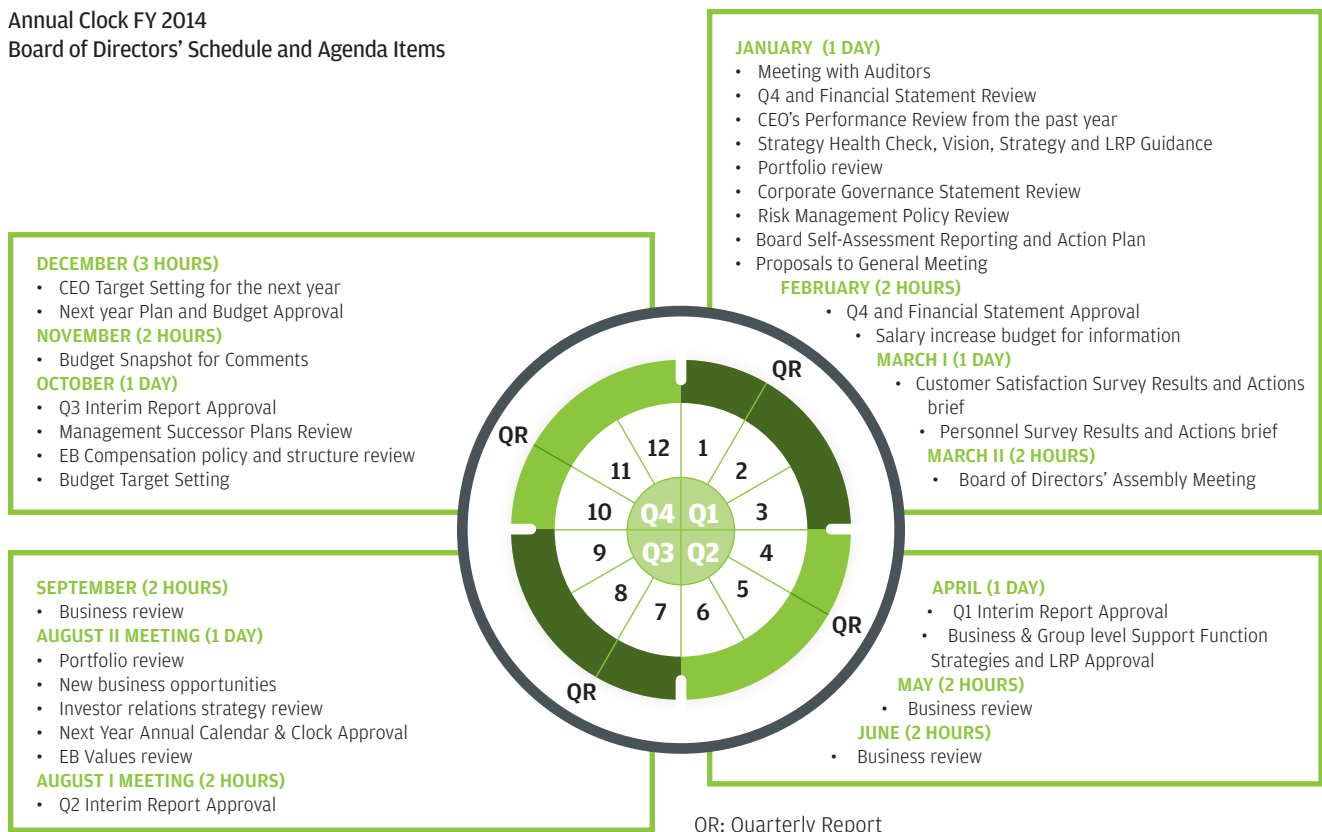 Annual Clock FY 2014
Board of Directors’ Schedule and Agenda Items
JANUARY (1 DAY)
• Meeting with Auditors
• Q4 and Financial Statement Review
• CEO’s Performance Review from the past year
• Strategy Health Check, Vision, Strategy and LRP Guidance
• Portfolio review
• Corporate Governance Statement Review
• Risk Management Policy Review
• Board Self-Assessment Reporting and Action Plan
• Proposals to General Meeting
FEBRUARY (2 HOURS)
• Q4 and Financial Statement Approval
• Salary increase budget for information
MARCH I (1 DAY)
• Customer Satisfaction Survey Results and Actions
brief
• Personnel Survey Results and Actions brief
MARCH II (2 HOURS)
• Board of Directors’ Assembly Meeting
DECEMBER (3 HOURS)
• CEO Target Setting for the next year
• Next year Plan and Budget Approval
NOVEMBER (2 HOURS)
• Budget Snapshot for Comments
OCTOBER (1 DAY)
• Q3 Interim Report Approval
• Management Successor Plans Review
• EB Compensation policy and structure review
• Budget Target Setting
QR
QR
12 1
11 2
10 Q4 Q1 3
9 Q3 Q2 4
8 5
7 6
QR
QR
SEPTEMBER (2 HOURS)
• Business review
AUGUST II MEETING (1 DAY)
• Portfolio review
• New business opportunities
• Investor relations strategy review
• Next Year Annual Calendar & Clock Approval
• EB Values review
AUGUST I MEETING (2 HOURS)
• Q2 Interim Report Approval
APRIL (1 DAY)
• Q1 Interim Report Approval
• Business & Group level Support Function
Strategies and LRP Approval
MAY (2 HOURS)
• Business review
JUNE (2 HOURS)
• Business review
QR: Quarterly Report